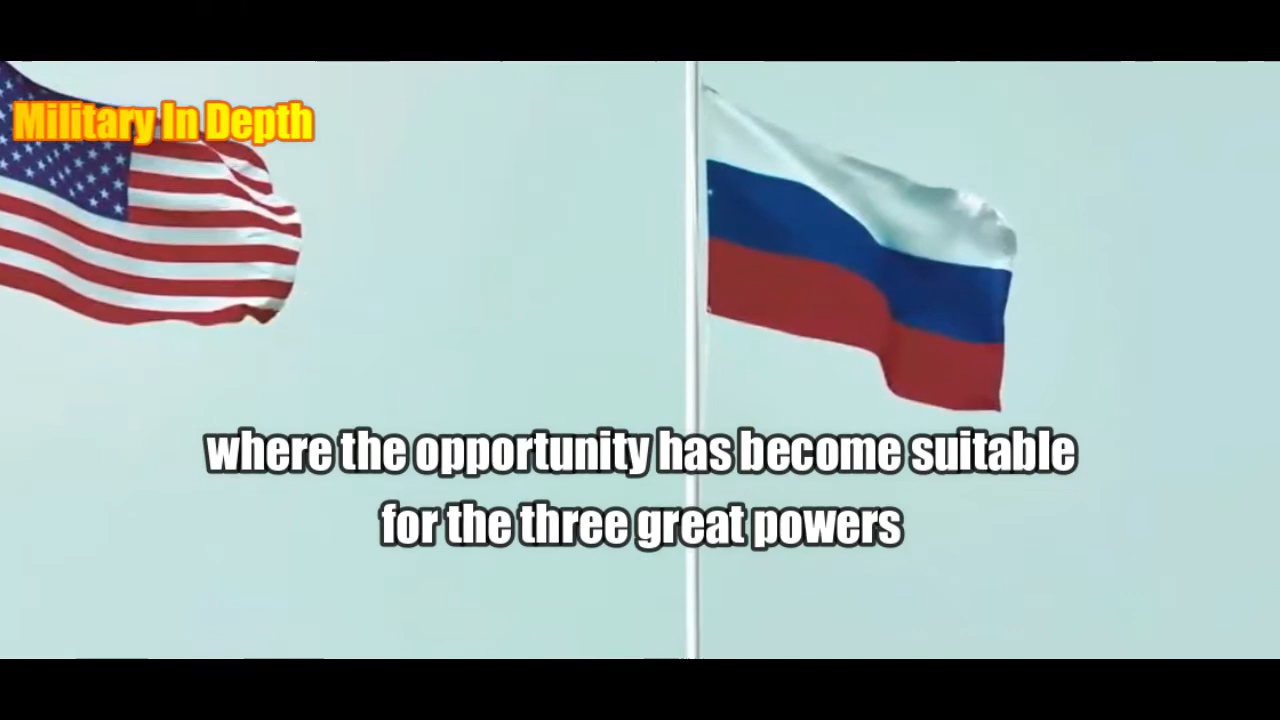 Military In Depth
where the opportunity has become suitable
for the three great powers